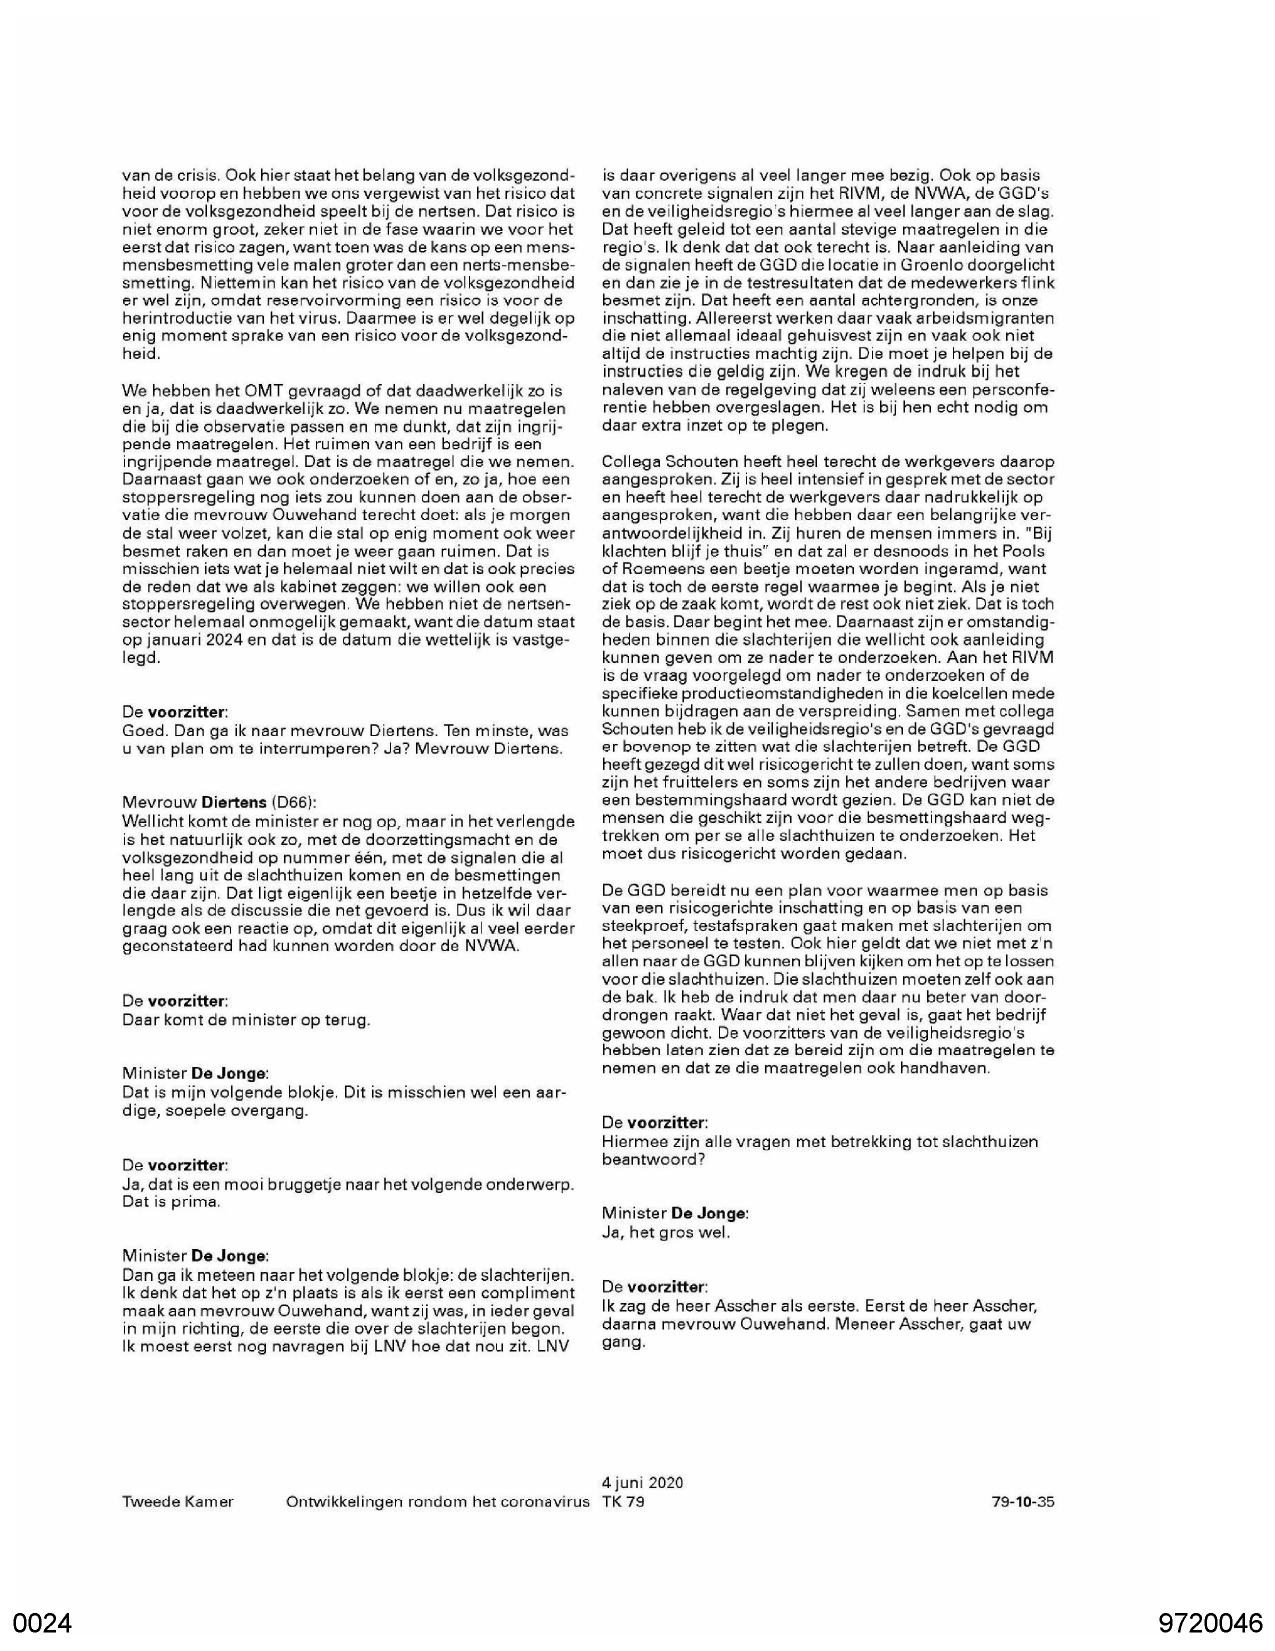 van de crisis. Ook hier staat het belang van de volksgezond-
heid voorop en hebben we ons vergewist van het risico dat
voor de volksgezondheid speelt bij de nertsen. Dat risico is
niet enorm groot, zeker niet in de fase waarin we voor het
eerst dat risico zagen, want toen was de kans op een mens-
mensbesmetting vele malen groter dan een nerts-mensbe-
smetting. Niettemin kan het risico van de volksgezondheid
er wel zijn, omdat reservoirvorming een risico is voor de
herintroductie van het virus. Daarmee is er wel degelijk op
enig moment sprake van een risico voor de volksgezond-
heid.
We hebben het OMT gevraagd of dat daadwerkelijk zo is
en ja, dat is daadwerkelijk zo. We nemen nu maatregelen
die bij die observatie passen en me dunkt, dat zijn ingrij-
pende maatregelen. Het ruimen van een bedrijf is een
ingrijpende maatregel. Dat is de maatregel die we nemen.
Daarnaast gaan we ook onderzoeken of en, zo ja, hoe een
stoppersregeling nog iets zou kunnen doen aan de obser-
vatie die mevrouw Ouwehand terecht doet: als je morgen
de stal weer volzet, kan die stal op enig moment ook weer
besmet raken en dan moet je weer gaan ruimen. Dat is
misschien iets wat je helemaal niet wilt en dat is ook precies
de reden dat we als kabinet zeggen: we willen ook een
stoppersregeling overwegen. We hebben niet de nertsen-
sector helemaal onmogelijk gemaakt, want die datum staat
op januari 2024 en dat is de datum die wettelijk is vastge-
legd.
De voorzitter:
Goed. Dan ga ik naar mevrouw Diertens. Ten minste, was
u van plan om te interrumperen? Ja? Mevrouw Diertens.
Mevrouw Diertens (D66):
Wellicht komt de minister er nog op, maar in het verlengde
is het natuurlijk ook zo, met de doorzettingsmacht en de
volksgezondheid op nummer één, met de signalen die al
heel lang uit de slachthuizen komen en de besmettingen
die daar zijn. Dat ligt eigenlijk een beetje in hetzelfde ver-
lengde als de discussie die net gevoerd is. Dus ik wil daar
graag ook een reactie op, omdat dit eigenlijk al veel eerder
geconstateerd had kunnen worden door de NVWA.
De voorzitter:
Daar komt de minister op terug.
Minister De Jonge:
Dat is mijn volgende blokje. Dit is misschien wel een aar-
dige, soepele overgang.
De voorzitter:
Ja, dat is een mooi bruggetje naar het volgende onderwerp.
Dat is prima.
Minister De Jonge:
Dan ga ik meteen naar het volgende blokje: de slachterijen.
Ik denk dat het op z'n plaats is als ik eerst een compliment
maak aan mevrouw Ouwehand, want zij was, in ieder geval
in mijn richting, de eerste die over de slachterijen begon.
Ik moest eerst nog navragen bij LNV hoe dat nou zit. LNV
is daar overigens al veel langer mee bezig. Ook op basis
van concrete signalen zijn het RIVM, de NVWA, de GGD's
en de veiligheidsregio's hiermee al veel langer aan de slag.
Dat heeft geleid tot een aantal stevige maatregelen in die
regio's. Ik denk dat dat ook terecht is. Naar aanleiding van
de signalen heeft de GGD die locatie in Groenlo doorgelicht
en dan zie je in de testresultaten dat de medewerkers flink
besmet zijn. Dat heeft een aantal achtergronden, is onze
inschatting. Allereerst werken daar vaak arbeidsmigranten
die niet allemaal ideaal gehuisvest zijn en vaak ook niet
altijd de instructies machtig zijn. Die moet je helpen bij de
instructies die geldig zijn. We kregen de indruk bij het
naleven van de regelgeving dat zij weleens een persconfe-
rentie hebben overgeslagen. Het is bij hen echt nodig om
daar extra inzet op te plegen.
Collega Schouten heeft heel terecht de werkgevers daarop
aangesproken. Zij is heel intensief in gesprek met de sector
en heeft heel terecht de werkgevers daar nadrukkelijk op
aangesproken, want die hebben daar een belangrijke ver-
antwoordelijkheid in. Zij huren de mensen immers in. "Bij
klachten blijf je thuis" en dat zal er desnoods in het Pools
of Roemeens een beetje moeten worden ingeramd, want
dat is toch de eerste regel waarmee je begint. Als je niet
ziek op de zaak komt, wordt de rest ook niet ziek. Dat is toch
de basis. Daar begint het mee. Daarnaast zijn er omstandig-
heden binnen die slachterijen die wellicht ook aanleiding
kunnen geven om ze nader te onderzoeken. Aan het RIVM
is de vraag voorgelegd om nader te onderzoeken of de
specifieke productieomstandigheden in die koelcellen mede
kunnen bijdragen aan de verspreiding. Samen met collega
Schouten heb ik de veiligheidsregio's en de GGD's gevraagd
er bovenop te zitten wat die slachterijen betreft. De GGD
heeft gezegd dit wel risicogericht te zullen doen, want soms
zijn het fruittelers en soms zijn het andere bedrijven waar
een bestemmingshaard wordt gezien. De GGD kan niet de
mensen die geschikt zijn voor die besmettingshaard weg-
trekken om per se alle slachthuizen te onderzoeken. Het
moet dus risicogericht worden gedaan.
De GGD bereidt nu een plan voor waarmee men op basis
van een risicogerichte inschatting en op basis van een
steekproef, testafspraken gaat maken met slachterijen om
het personeel te testen. Ook hier geldt dat we niet met z'n
allen naar de GGD kunnen blijven kijken om het op te lossen
voor die slachthuizen. Die slachthuizen moeten zelf ook aan
de bak. Ik heb de indruk dat men daar nu beter van door-
drongen raakt. Waar dat niet het geval is, gaat het bedrijf
gewoon dicht. De voorzitters van de veiligheidsregio's
hebben laten zien dat ze bereid zijn om die maatregelen te
nemen en dat ze die maatregelen ook handhaven.
De voorzitter:
Hiermee zijn alle vragen met betrekking tot slachthuizen
beantwoord?
Minister De Jonge:
Ja, het gros wel.
De voorzitter:
Ik zag de heer Asscher als eerste. Eerst de heer Asscher,
daarna mevrouw Ouwehand. Meneer Asscher, gaat uw
gang.
4 juni 2020
Tweede Kamer Ontwikkelingen rondom het coronavirus TK 79 79-10-35
0024 9720046